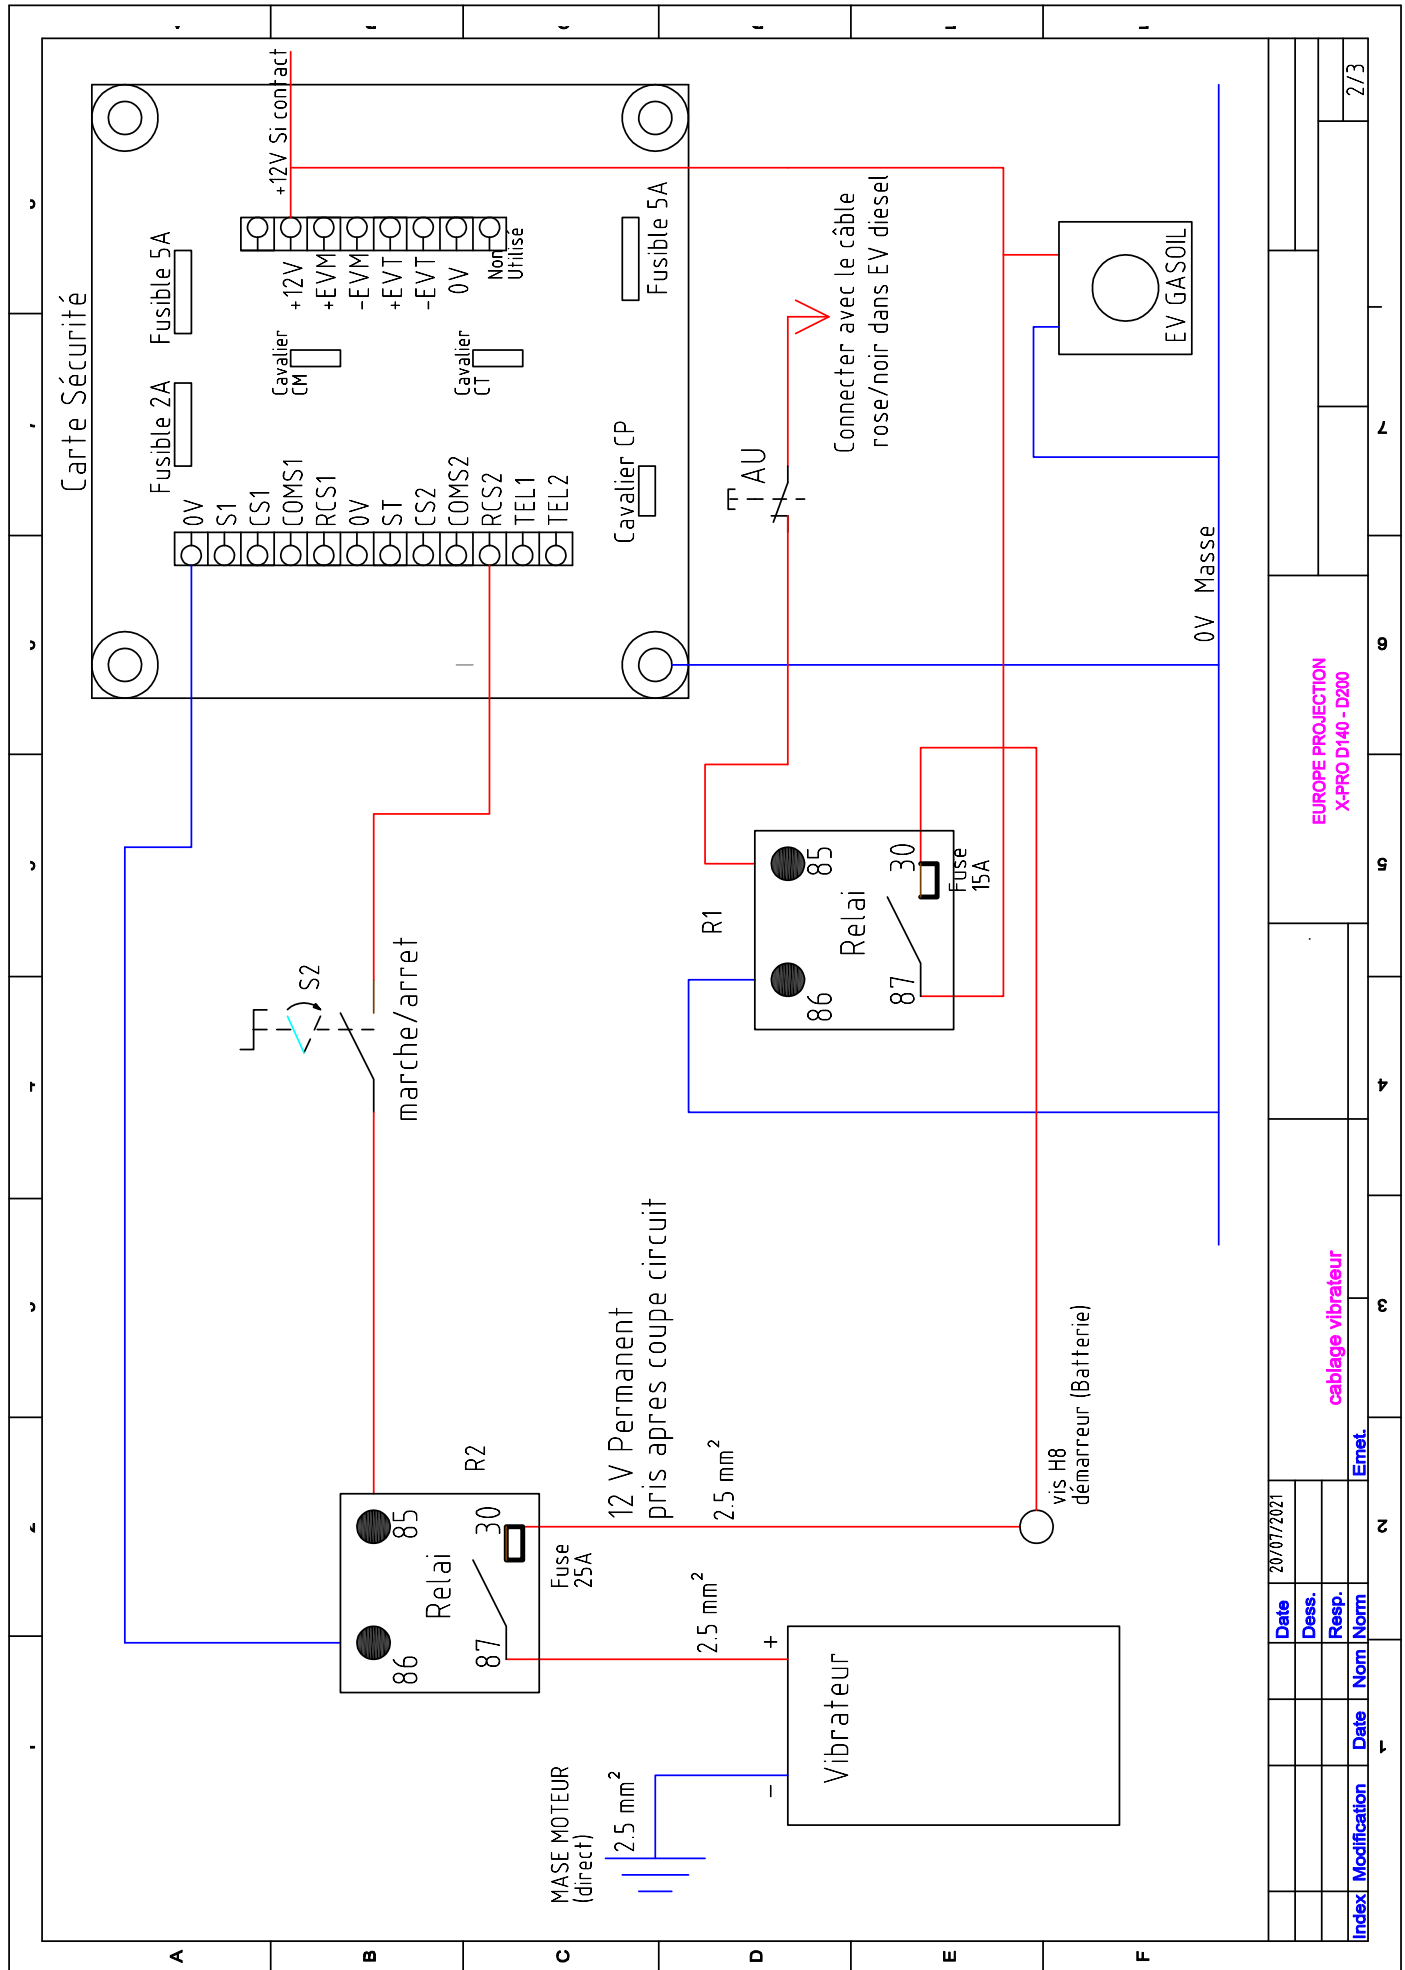 Carte Sécurité
Fusible 2A
Fusible 5A
+12V Si contact
0V
S1
CS1
COMS1
RCS1
0V
ST
CS2
COMS2
RCS2
TEL1
TEL2
+12V
+EVM
-EVM
+EVT
-EVT
0V
Non
Utilisé
Cavalier
CM
Cavalier
CT
Cavalier CP
Fusible 5A
S2
marche/arret
AU
Connecter avec le câble
rose/noir dans EV diesel
EV GASOIL
0V Masse
R1
Relai
85
86
30
87
Fuse
15A
R2
Relai
85
86
30
87
Fuse
25A
12 V Permanent
pris apres coupe circuit
2.5 mm²
2.5 mm²
vis H8
démarreur (Batterie)
MASE MOTEUR
(direct)
2.5 mm²
Vibrateur
+
-
A
B
C
D
E
F
1
2
3
4
5
6
7
Index
Modification
Date
Nom
Date
20/07/2021
Dess.
Resp.
Norm
Emet.
cablage vibrateur
EUROPE PROJECTION
X-PRO D140 - D200
2/3